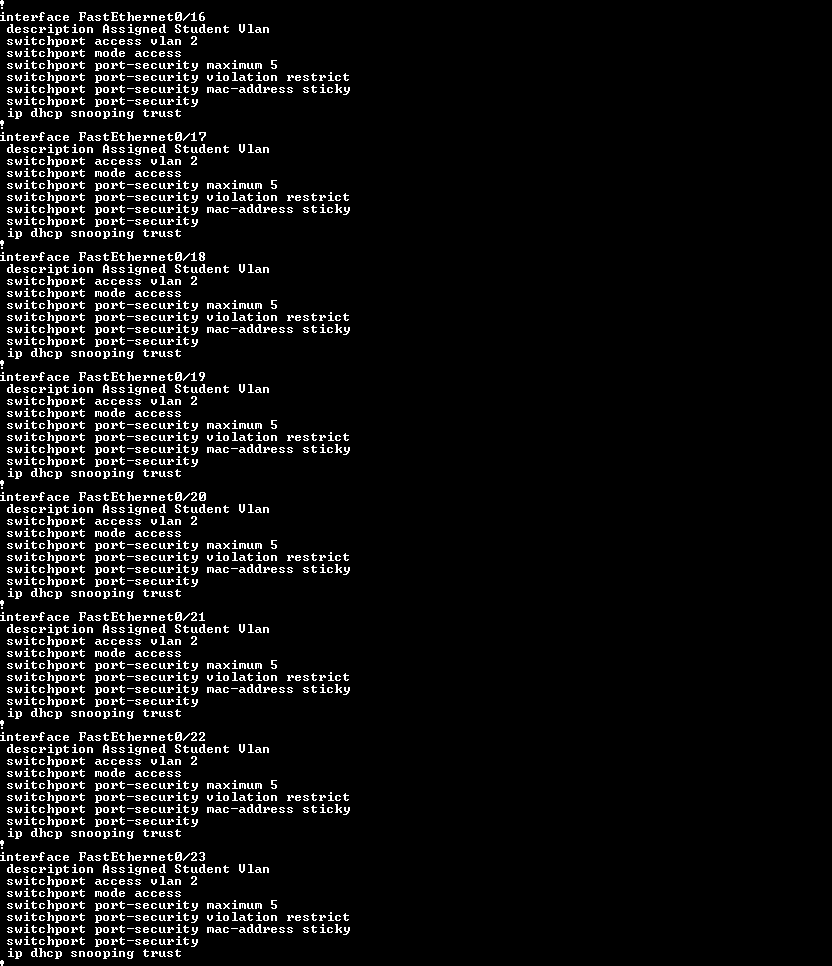 !
interface FastEthernet0/16
description Assigned Student Vlan
switchport access vlan 2
switchport mode access
switchport port-security maximum 5
switchport port-security violation restrict
switchport port-security mac-address sticky
switchport port-security
ip dhcp snooping trust
!
interface FastEthernet0/17
description Assigned Student Vlan
switchport access vlan 2
switchport mode access
switchport port-security maximum 5
switchport port-security violation restrict
switchport port-security mac-address sticky
switchport port-security
ip dhcp snooping trust
!
interface FastEthernet0/18
description Assigned Student Vlan
switchport access vlan 2
switchport mode access
switchport port-security maximum 5
switchport port-security violation restrict
switchport port-security mac-address sticky
switchport port-security
ip dhcp snooping trust
!
interface FastEthernet0/19
description Assigned Student Vlan
switchport access vlan 2
switchport mode access
switchport port-security maximum 5
switchport port-security violation restrict
switchport port-security mac-address sticky
switchport port-security
ip dhcp snooping trust
!
interface FastEthernet0/20
description Assigned Student Vlan
switchport access vlan 2
switchport mode access
switchport port-security maximum 5
switchport port-security violation restrict
switchport port-security mac-address sticky
switchport port-security
ip dhcp snooping trust
!
interface FastEthernet0/21
description Assigned Student Vlan
switchport access vlan 2
switchport mode access
switchport port-security maximum 5
switchport port-security violation restrict
switchport port-security mac-address sticky
switchport port-security
ip dhcp snooping trust
!
interface FastEthernet0/22
description Assigned Student Vlan
switchport access vlan 2
switchport mode access
switchport port-security maximum 5
switchport port-security violation restrict
switchport port-security mac-address sticky
switchport port-security
ip dhcp snooping trust
!
interface FastEthernet0/23
description Assigned Student Vlan
switchport access vlan 2
switchport mode access
switchport port-security maximum 5
switchport port-security violation restrict
switchport port-security mac-address sticky
switchport port-security
ip dhcp snooping trust
!